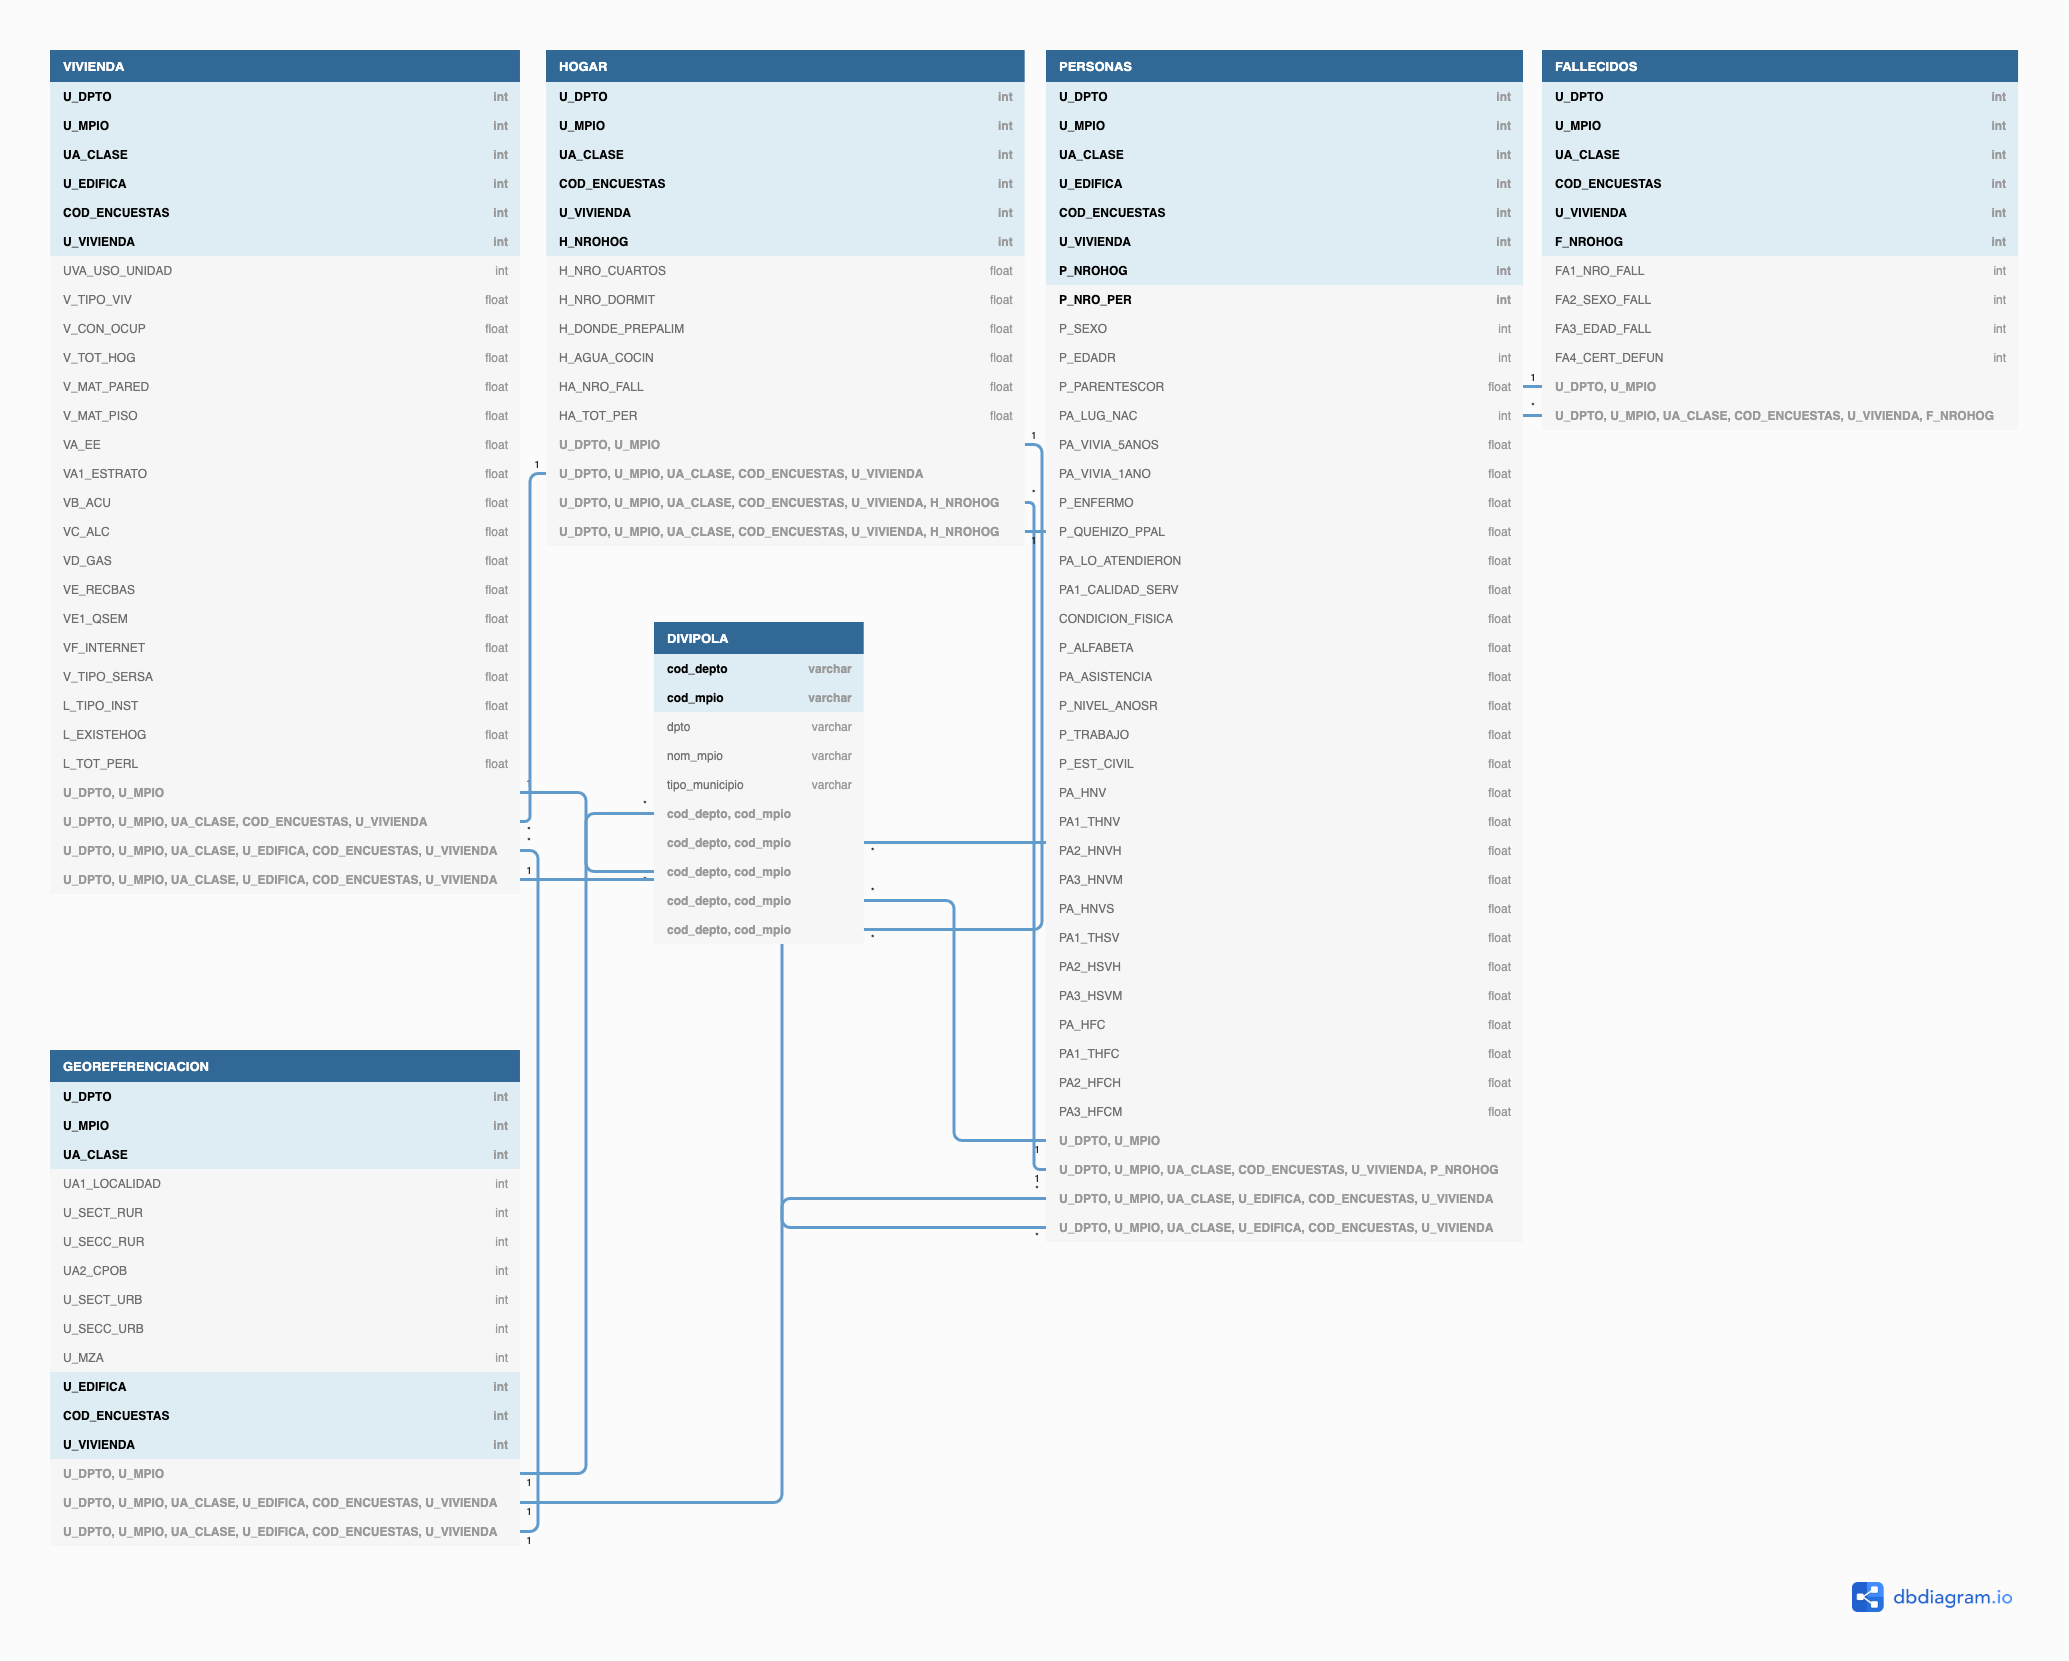 VIVIENDA
U_DPTO int
U_MPIO int
UA_CLASE int
U_EDIFICA int
COD_ENCUESTAS int
U_VIVIENDA int
UVA_USO_UNIDAD int
V_TIPO_VIV float
V_CON_OCUP float
V_TOT_HOG float
V_MAT_PARED float
V_MAT_PISO float
VA_EE float
VA1_ESTRATO float
VB_ACU float
VC_ALC float
VD_GAS float
VE_RECBAS float
VE1_QSEM float
VF_INTERNET float
V_TIPO_SERSA float
L_TIPO_INST float
L_EXISTEHOG float
L_TOT_PERL float
U_DPTO, U_MPIO
U_DPTO, U_MPIO, UA_CLASE, COD_ENCUESTAS, U_VIVIENDA
U_DPTO, U_MPIO, UA_CLASE, U_EDIFICA, COD_ENCUESTAS, U_VIVIENDA
U_DPTO, U_MPIO, UA_CLASE, U_EDIFICA, COD_ENCUESTAS, U_VIVIENDA
1
1
HOGAR
U_DPTO int
U_MPIO int
UA_CLASE int
COD_ENCUESTAS int
U_VIVIENDA int
H_NROHOG int
H_NRO_CUARTOS float
H_NRO_DORMIT float
H_DONDE_PREPALIM float
H_AGUA_COCIN float
HA_NRO_FALL float
HA_TOT_PER float
U_DPTO, U_MPIO
U_DPTO, U_MPIO, UA_CLASE, COD_ENCUESTAS, U_VIVIENDA
U_DPTO, U_MPIO, UA_CLASE, COD_ENCUESTAS, U_VIVIENDA, H_NROHOG
U_DPTO, U_MPIO, UA_CLASE, COD_ENCUESTAS, U_VIVIENDA, H_NROHOG
1
1
*
1
PERSONAS
U_DPTO int
U_MPIO int
UA_CLASE int
U_EDIFICA int
COD_ENCUESTAS int
U_VIVIENDA int
P_NROHOG int
P_NRO_PER int
P_SEXO int
P_EDADR int
P_PARENTESCOR float
PA_LUG_NAC int
PA_VIVIA_5ANOS float
PA_VIVIA_1ANO float
P_ENFERMO float
P_QUEHIZO_PPAL float
PA_LO_ATENDIERON float
PA1_CALIDAD_SERV float
CONDICION_FISICA float
P_ALFABETA float
PA_ASISTENCIA float
P_NIVEL_ANOSR float
P_TRABAJO float
P_EST_CIVIL float
PA_HNV float
PA1_THNV float
PA2_HNVH float
PA3_HNVM float
PA_HNVS float
PA1_THSV float
PA2_HSVH float
PA3_HSVM float
PA_HFC float
PA1_THFC float
PA2_HFCH float
PA3_HFCM float
U_DPTO, U_MPIO
U_DPTO, U_MPIO, UA_CLASE, COD_ENCUESTAS, U_VIVIENDA, P_NROHOG
U_DPTO, U_MPIO, UA_CLASE, U_EDIFICA, COD_ENCUESTAS, U_VIVIENDA
U_DPTO, U_MPIO, UA_CLASE, U_EDIFICA, COD_ENCUESTAS, U_VIVIENDA
1
1
*
*
FALLECIDOS
U_DPTO int
U_MPIO int
UA_CLASE int
COD_ENCUESTAS int
U_VIVIENDA int
F_NROHOG int
FA1_NRO_FALL int
FA2_SEXO_FALL int
FA3_EDAD_FALL int
FA4_CERT_DEFUN int
U_DPTO, U_MPIO
U_DPTO, U_MPIO, UA_CLASE, COD_ENCUESTAS, U_VIVIENDA, F_NROHOG
1
*
DIVIPOLA
cod_depto varchar
cod_mpio varchar
dpto varchar
nom_mpio varchar
tipo_municipio varchar
cod_depto, cod_mpio
cod_depto, cod_mpio
cod_depto, cod_mpio
cod_depto, cod_mpio
cod_depto, cod_mpio
*
*
*
*
GEOREFERENCIACION
U_DPTO int
U_MPIO int
UA_CLASE int
UA1_LOCALIDAD int
U_SECT_RUR int
U_SECC_RUR int
UA2_CPOB int
U_SECT_URB int
U_SECC_URB int
U_MZA int
U_EDIFICA int
COD_ENCUESTAS int
U_VIVIENDA int
U_DPTO, U_MPIO
U_DPTO, U_MPIO, UA_CLASE, U_EDIFICA, COD_ENCUESTAS, U_VIVIENDA
U_DPTO, U_MPIO, UA_CLASE, U_EDIFICA, COD_ENCUESTAS, U_VIVIENDA
1
1
1
dbdiagram.io